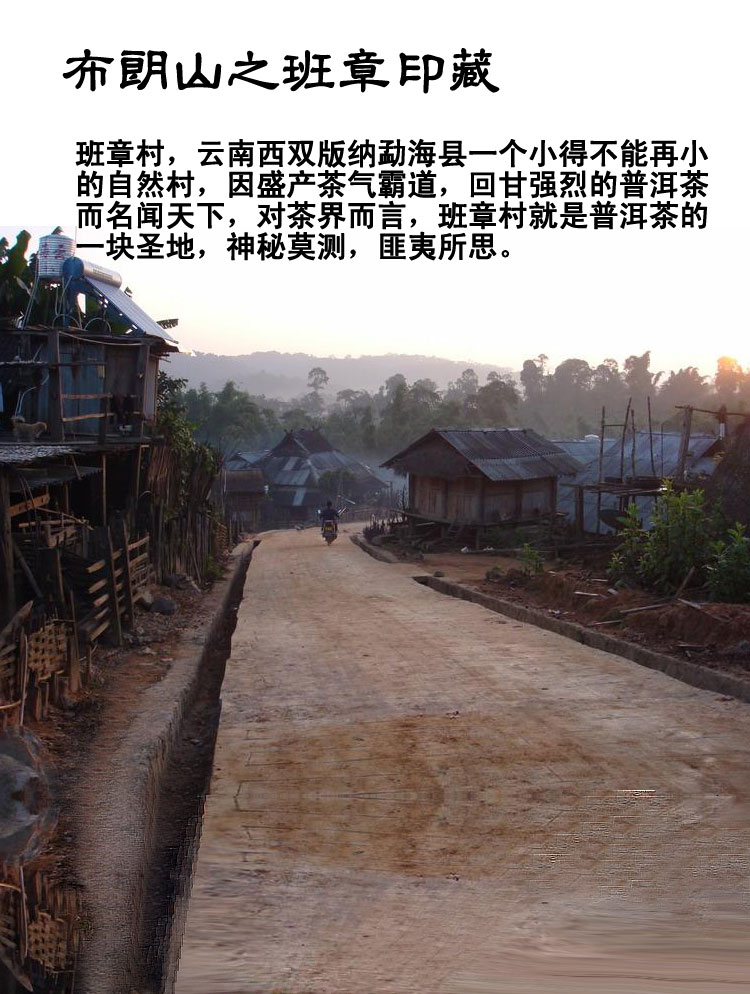 布朗山之班章印藏
班章村，云南西双版纳勐海县一个小得不能再小
的自然村，因盛产茶气霸道，回甘强烈的普洱茶
而名闻天下，对茶界而言，班章村就是普洱茶的
一块圣地，神秘莫测，匪夷所思。